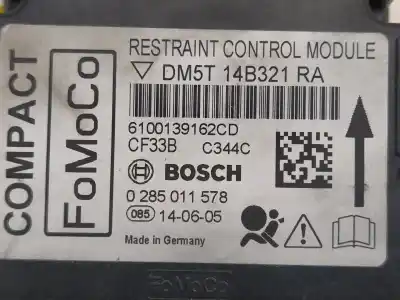 COMPACT
FoMoCo
RESTRAINT CONTROL MODULE
DM5T 14B321 RA
6100139162CD
CF33B C344C
BOSCH
0 285 011 578
085 14-06-05
Made in Germany
FoMoCo